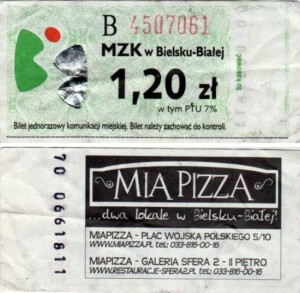 B 4507061
MZK w Bielsku-Białej
1,20 zł
w tym PTU 7%
tu kasować
Bilet jednorazowy komunikacji miejskiej. Bilet należy zachować do kontroli.
70 0661811
MIA PIZZA
...dwa lokale w Bielsku-Białej!
MIAPIZZA - PLAC WOJSKA POLSKIEGO 5/10
WWW.MIAPIZZA.PL tel.: 033-816-00-16
MIAPIZZA - GALERIA SFERA 2 - II PIĘTRO
WWW.RESTAURACJE-SFERA2.PL tel.: 033-816-00-16